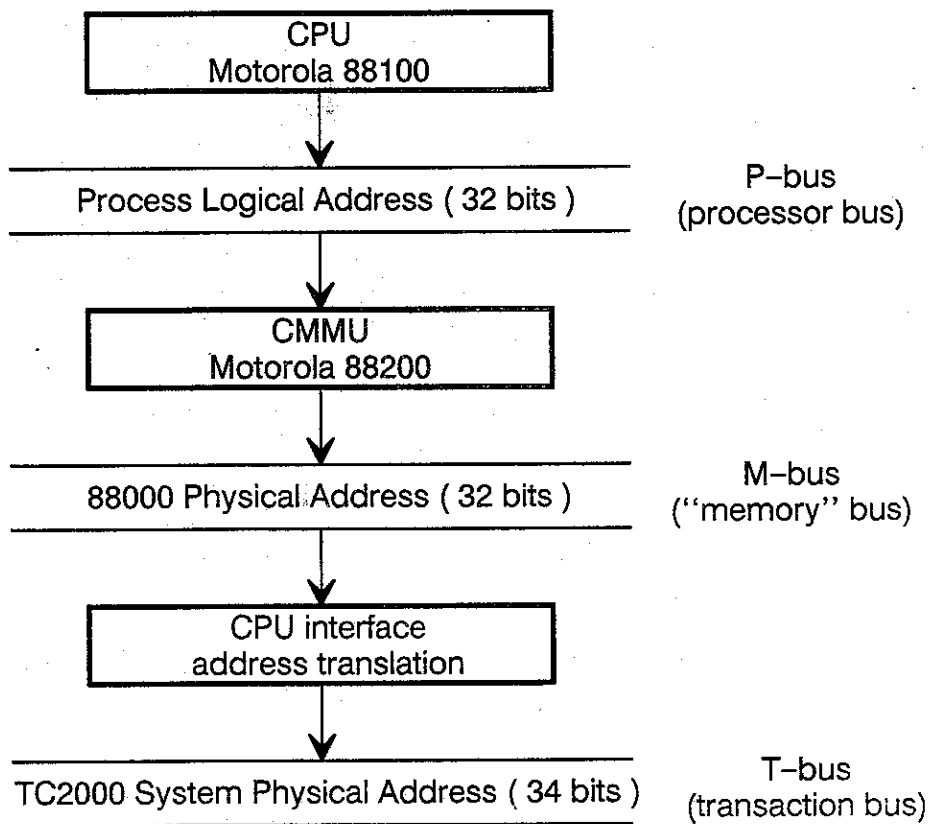 CPU
Motorola 88100
Process Logical Address ( 32 bits )
P-bus
(processor bus)
CMMU
Motorola 88200
88000 Physical Address ( 32 bits )
M-bus
(‘‘memory’’ bus)
CPU interface
address translation
TC2000 System Physical Address ( 34 bits )
T-bus
(transaction bus)